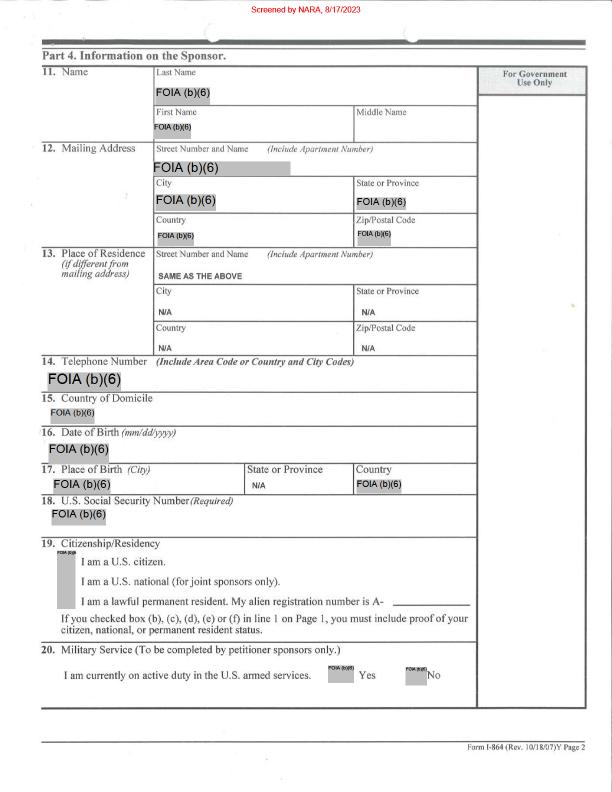 Screened by NARA, 8/17/2023
Part 4. Information on the Sponsor.
11. Name
Last Name
For Government Use Only
FOIA (b)(6)
First Name
Middle Name
FOIA (b)(6)
12. Mailing Address
Street Number and Name (Include Apartment Number)
FOIA (b)(6)
City
State or Province
FOIA (b)(6)
FOIA (b)(6)
Country
Zip/Postal Code
FOIA (b)(6)
FOIA (b)(6)
13. Place of Residence
(if different from
mailing address)
Street Number and Name (Include Apartment Number)
SAME AS THE ABOVE
City
State or Province
N/A
N/A
Country
Zip/Postal Code
N/A
N/A
14. Telephone Number (Include Area Code or Country and City Codes)
FOIA (b)(6)
15. Country of Domicile
FOIA (b)(6)
16. Date of Birth (mm/dd/yyyy)
FOIA (b)(6)
17. Place of Birth (City)
State or Province
Country
FOIA (b)(6)
N/A
FOIA (b)(6)
18. U.S. Social Security Number (Required)
FOIA (b)(6)
19. Citizenship/Residency
FOIA (b)(6)
I am a U.S. citizen.
I am a U.S. national (for joint sponsors only).
I am a lawful permanent resident. My alien registration number is A-
If you checked box (b), (c), (d), (e) or (f) in line 1 on Page 1, you must include proof of your
citizen, national, or permanent resident status.
20. Military Service (To be completed by petitioner sponsors only.)
I am currently on active duty in the U.S. armed services. FOIA (b)(6) Yes FOIA (b)(6) No
Form I-864 (Rev. 10/18/07)Y Page 2